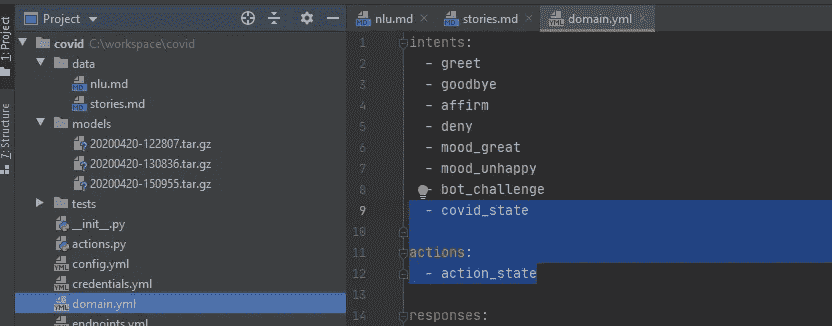 Project
nlu.md
stories.md
domain.yml
1: Project
7: Structure
covid C:\workspace\covid
data
nlu.md
stories.md
models
20200420-122807.tar.gz
20200420-130836.tar.gz
20200420-150955.tar.gz
tests
__init__.py
actions.py
config.yml
credentials.yml
domain.yml
endpoints.yml
1 intents:
2 - greet
3 - goodbye
4 - affirm
5 - deny
6 - mood_great
7 - mood_unhappy
8 - bot_challenge
9 - covid_state
10
11 actions:
12 - action_state
13
14 responses: